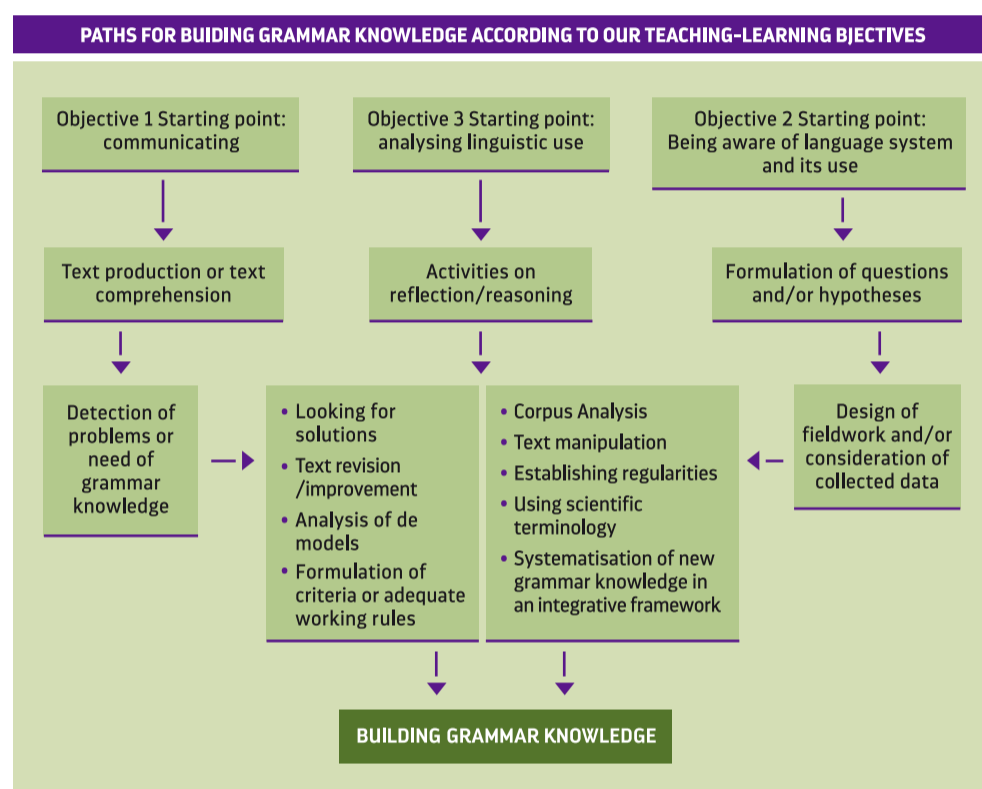 PATHS FOR BUIDING GRAMMAR KNOWLEDGE ACCORDING TO OUR TEACHING-LEARNING BJECTIVES
Objective 1 Starting point:
communicating
Objective 3 Starting point:
analysing linguistic use
Objective 2 Starting point:
Being aware of language system
and its use
Text production or text
comprehension
Activities on
reflection/reasoning
Formulation of questions
and/or hypotheses
Detection of
problems or
need of
grammar
knowledge
• Looking for
solutions
• Text revision
/improvement
• Analysis of de
models
• Formulation of
criteria or adequate
working rules
• Corpus Analysis
• Text manipulation
• Establishing regularities
• Using scientific
terminology
• Systematisation of new
grammar knowledge in
an integrative framework
Design of
fieldwork and/or
consideration of
collected data
BUILDING GRAMMAR KNOWLEDGE